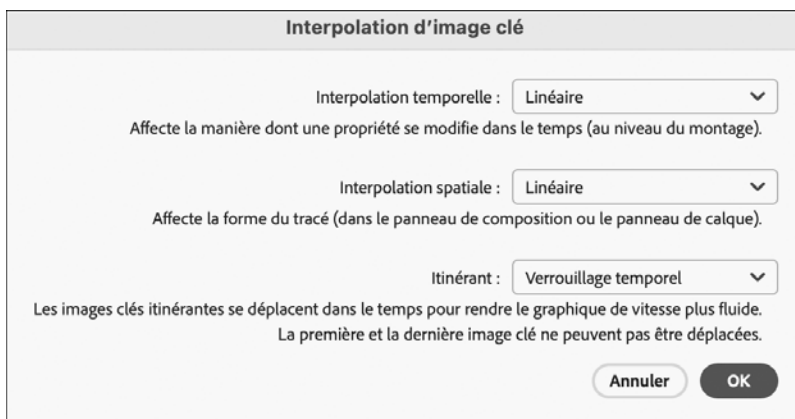 Interpolation d’image clé
Interpolation temporelle : Linéaire
Affecte la manière dont une propriété se modifie dans le temps (au niveau du montage).
Interpolation spatiale : Linéaire
Affecte la forme du tracé (dans le panneau de composition ou le panneau de calque).
Itinérant : Verrouillage temporel
Les images clés itinérantes se déplacent dans le temps pour rendre le graphique de vitesse plus fluide.
La première et la dernière image clé ne peuvent pas être déplacées.
Annuler OK